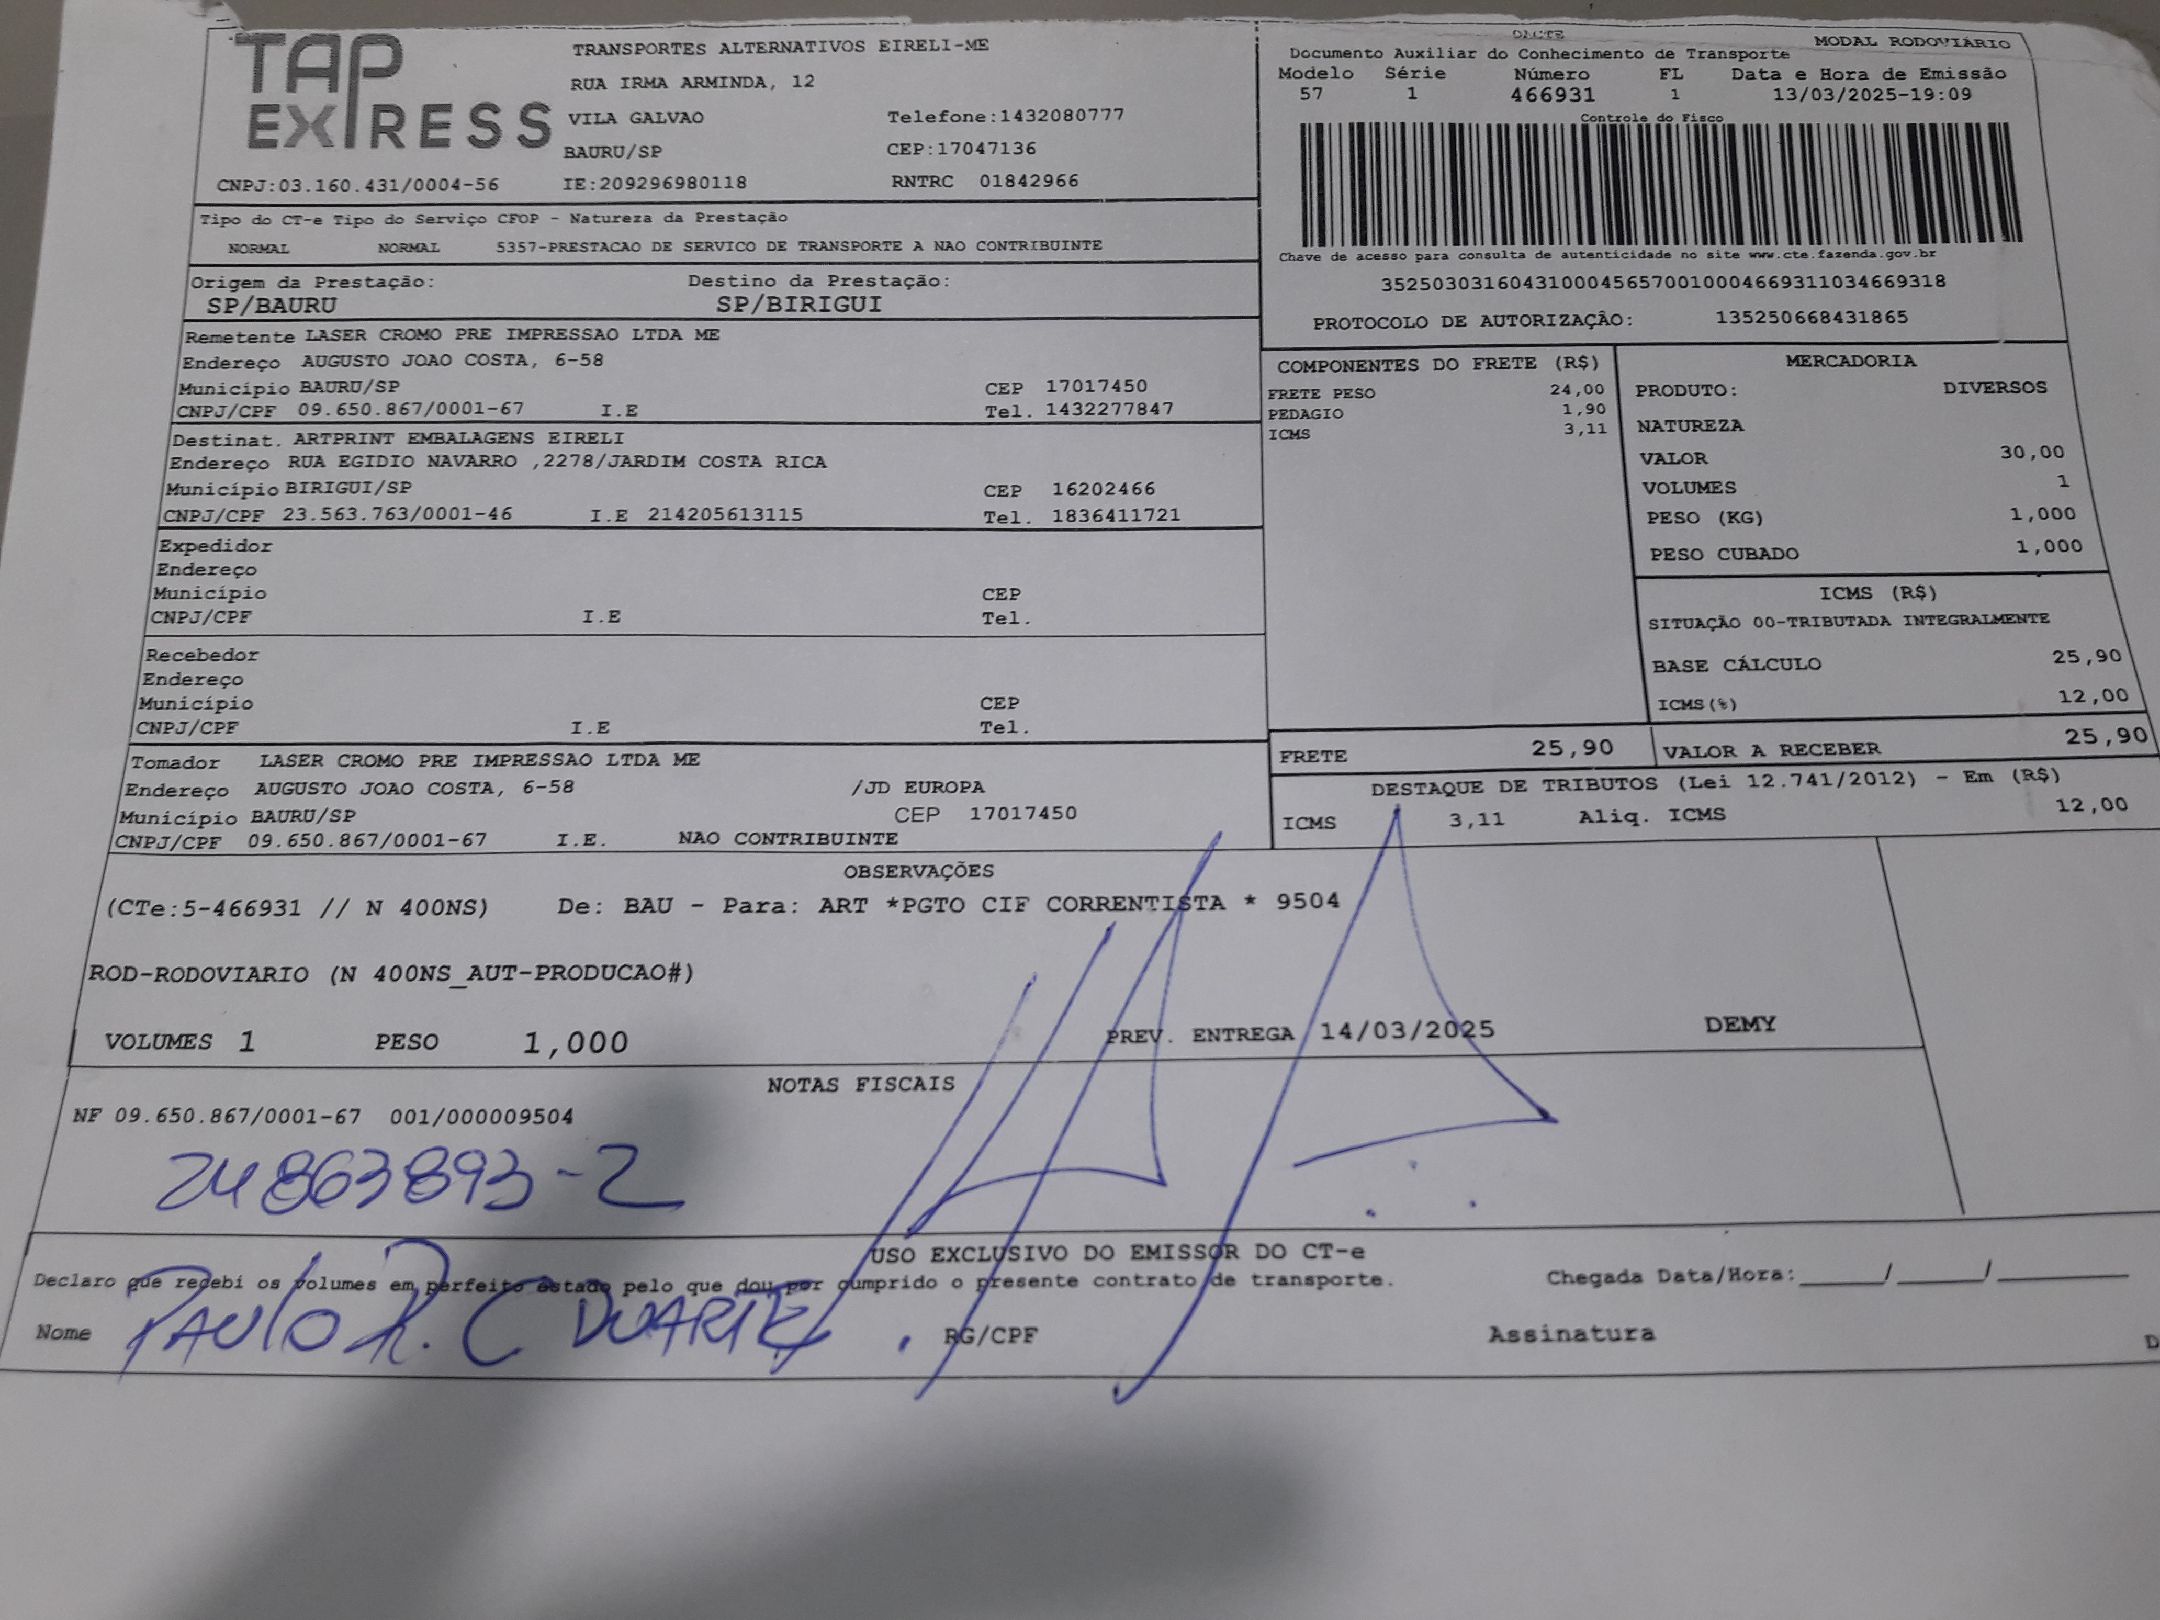 TAP EXPRESS
TRANSPORTES ALTERNATIVOS EIRELI-ME
RUA IRMA ARMINDA, 12
VILA GALVAO Telefone:1432080777
BAURU/SP CEP:17047136
CNPJ:03.160.431/0004-56 IE:209296980118 RNTRC 01842966
DACTE MODAL RODOVIÁRIO
Documento Auxiliar do Conhecimento de Transporte
Modelo Série Número FL Data e Hora de Emissão
57 1 466931 1 13/03/2025-19:09
Controle do Fisco
Chave de acesso para consulta de autenticidade no site www.cte.fazenda.gov.br
35250303160431000456570010004669311034669318
PROTOCOLO DE AUTORIZAÇÃO: 135250668431865
Tipo do CT-e Tipo do Serviço CFOP - Natureza da Prestação
NORMAL NORMAL 5357-PRESTACAO DE SERVICO DE TRANSPORTE A NAO CONTRIBUINTE
Origem da Prestação: Destino da Prestação:
SP/BAURU SP/BIRIGUI
Remetente LASER CROMO PRE IMPRESSAO LTDA ME
Endereço AUGUSTO JOAO COSTA, 6-58
Município BAURU/SP CEP 17017450
CNPJ/CPF 09.650.867/0001-67 I.E Tel. 1432277847
Destinat. ARTPRINT EMBALAGENS EIRELI
Endereço RUA EGIDIO NAVARRO ,2278/JARDIM COSTA RICA
Município BIRIGUI/SP CEP 16202466
CNPJ/CPF 23.563.763/0001-46 I.E 214205613115 Tel. 1836411721
Expedidor
Endereço
Município CEP
CNPJ/CPF I.E Tel.
Recebedor
Endereço
Município CEP
CNPJ/CPF I.E Tel.
Tomador LASER CROMO PRE IMPRESSAO LTDA ME
Endereço AUGUSTO JOAO COSTA, 6-58 /JD EUROPA
Município BAURU/SP CEP 17017450
CNPJ/CPF 09.650.867/0001-67 I.E. NAO CONTRIBUINTE
COMPONENTES DO FRETE (R$)
FRETE PESO 24,00
PEDAGIO 1,90
ICMS 3,11
MERCADORIA
PRODUTO: DIVERSOS
NATUREZA
VALOR 30,00
VOLUMES 1
PESO (KG) 1,000
PESO CUBADO 1,000
ICMS (R$)
SITUAÇÃO 00-TRIBUTADA INTEGRALMENTE
BASE CÁLCULO 25,90
ICMS(%) 12,00
FRETE 25,90 VALOR A RECEBER 25,90
DESTAQUE DE TRIBUTOS (Lei 12.741/2012) - Em (R$)
ICMS 3,11 Aliq. ICMS 12,00
OBSERVAÇÕES
(CTe:5-466931 // N 400NS) De: BAU - Para: ART *PGTO CIF CORRENTISTA * 9504
ROD-RODOVIARIO (N 400NS_AUT-PRODUCAO#)
VOLUMES 1 PESO 1,000 PREV. ENTREGA 14/03/2025 DEMY
NOTAS FISCAIS
NF 09.650.867/0001-67 001/000009504
24863893-2
USO EXCLUSIVO DO EMISSOR DO CT-e
Declaro que recebi os volumes em perfeito estado pelo que dou por cumprido o presente contrato de transporte. Chegada Data/Hora:______/______/__________
Nome PAULO R. C DUARTE RG/CPF Assinatura D